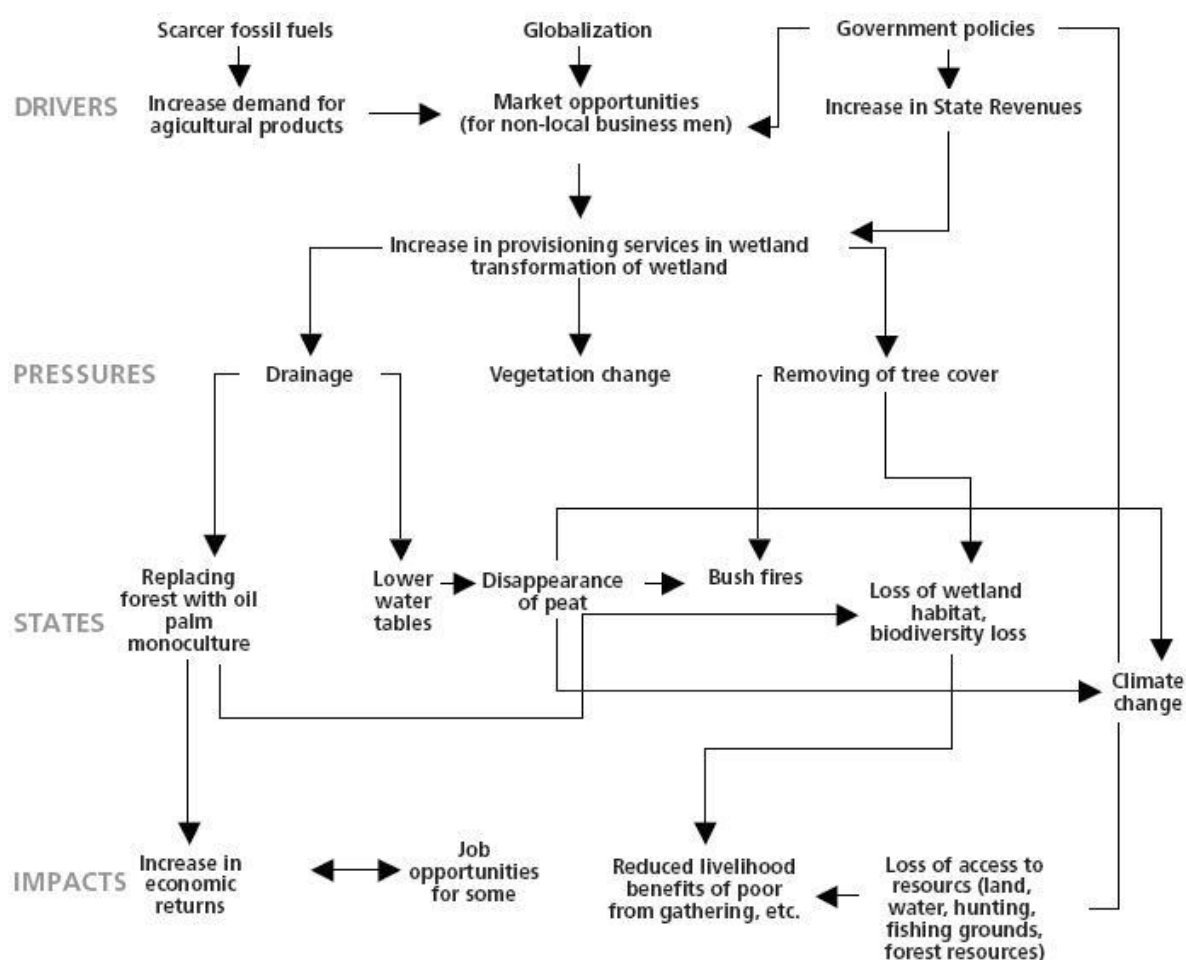 Scarcer fossil fuels
Globalization
Government policies
DRIVERS
Increase demand for
agicultural products
Market opportunities
(for non-local business men)
Increase in State Revenues
Increase in provisioning services in wetland
transformation of wetland
PRESSURES
Drainage
Vegetation change
Removing of tree cover
STATES
Replacing
forest with oil
palm
monoculture
Lower
water
tables
Disappearance
of peat
Bush fires
Loss of wetland
habitat,
biodiversity loss
Climate
change
IMPACTS
Increase in
economic
returns
Job
opportunities
for some
Reduced livelihood
benefits of poor
from gathering, etc.
Loss of access to
resourcs (land,
water, hunting,
fishing grounds,
forest resources)